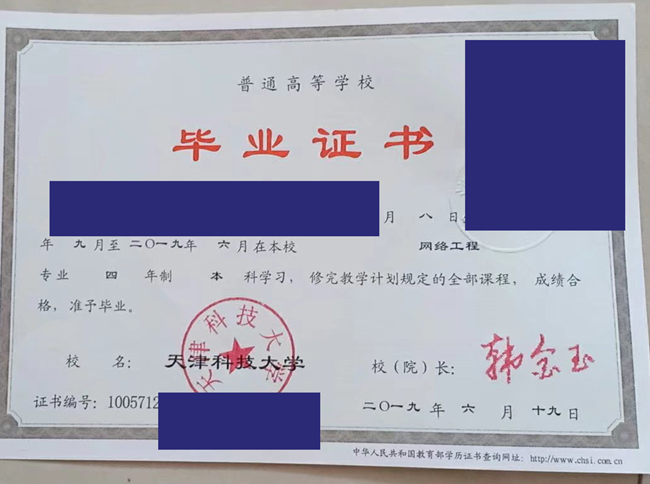 普通高等学校
毕业证书
月 八 日
年 九 月至 二〇一九年 六 月在本校 网络工程
专业 四 年制 本 科学习，修完教学计划规定的全部课程，成绩合
格，准予毕业。
天津科技大学
校 名： 天津科技大学 校（院）长： 韩金玉
证书编号： 1005712
二〇一九 年 六 月 十九 日
中华人民共和国教育部学历证书查询网址： http://www.chsi.com.cn